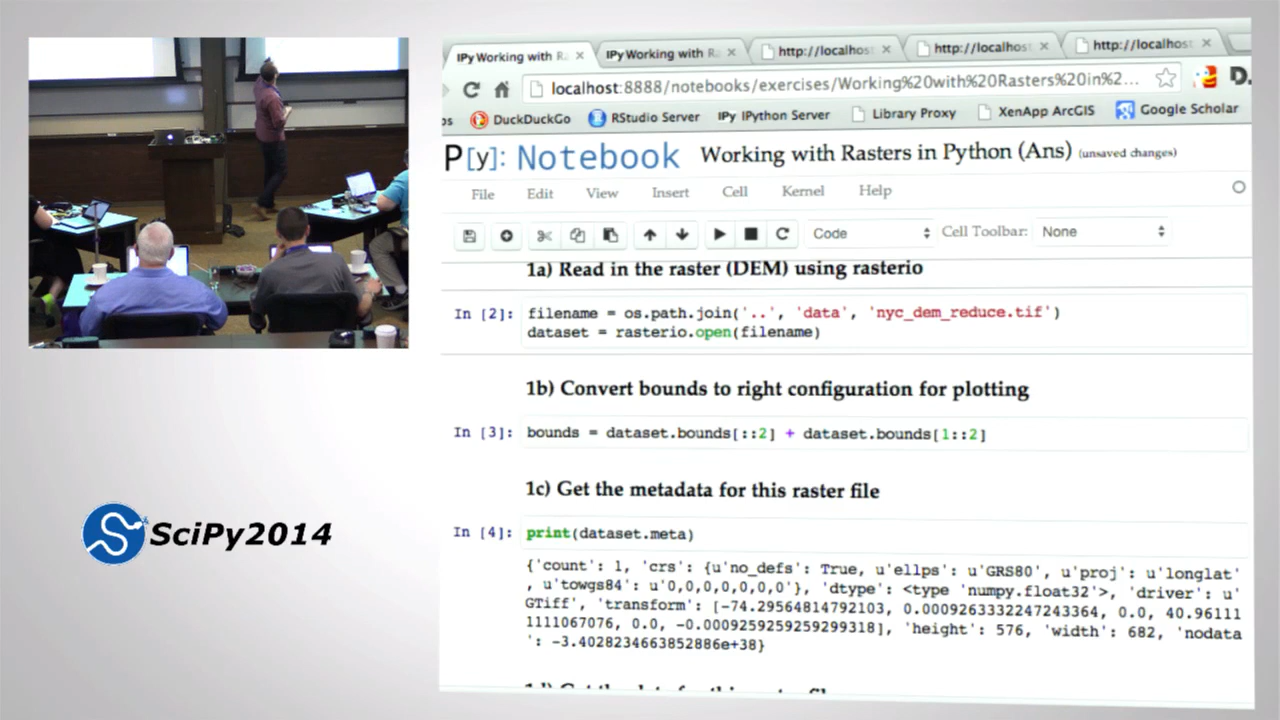 IPy Working with Ra ×
IPy Working with Ra ×
http://localhost ×
http://localhost ×
http://localhost ×
localhost:8888/notebooks/exercises/Working%20with%20Rasters%20in%2...
DuckDuckGo
RStudio Server
IPy IPython Server
Library Proxy
XenApp ArcGIS
Google Scholar
P[y]: Notebook
Working with Rasters in Python (Ans) (unsaved changes)
File Edit View Insert Cell Kernel Help
Code
Cell Toolbar: None
1a) Read in the raster (DEM) using rasterio
In [2]: filename = os.path.join('..', 'data', 'nyc_dem_reduce.tif')
dataset = rasterio.open(filename)
1b) Convert bounds to right configuration for plotting
In [3]: bounds = dataset.bounds[::2] + dataset.bounds[1::2]
1c) Get the metadata for this raster file
In [4]: print(dataset.meta)
{'count': 1, 'crs': {u'no_defs': True, u'ellps': u'GRS80', u'proj': u'longlat'
, u'towgs84': u'0,0,0,0,0,0,0'}, 'dtype': <type 'numpy.float32'>, 'driver': u'
GTiff', 'transform': [-74.29564814792103, 0.00092633322472433​64, 0.0, 40.96111
1111067076, 0.0, -0.0009259259259299318], 'height': 576, 'width': 682, 'nodata
': -3.4028234663852886e+38}
SciPy2014